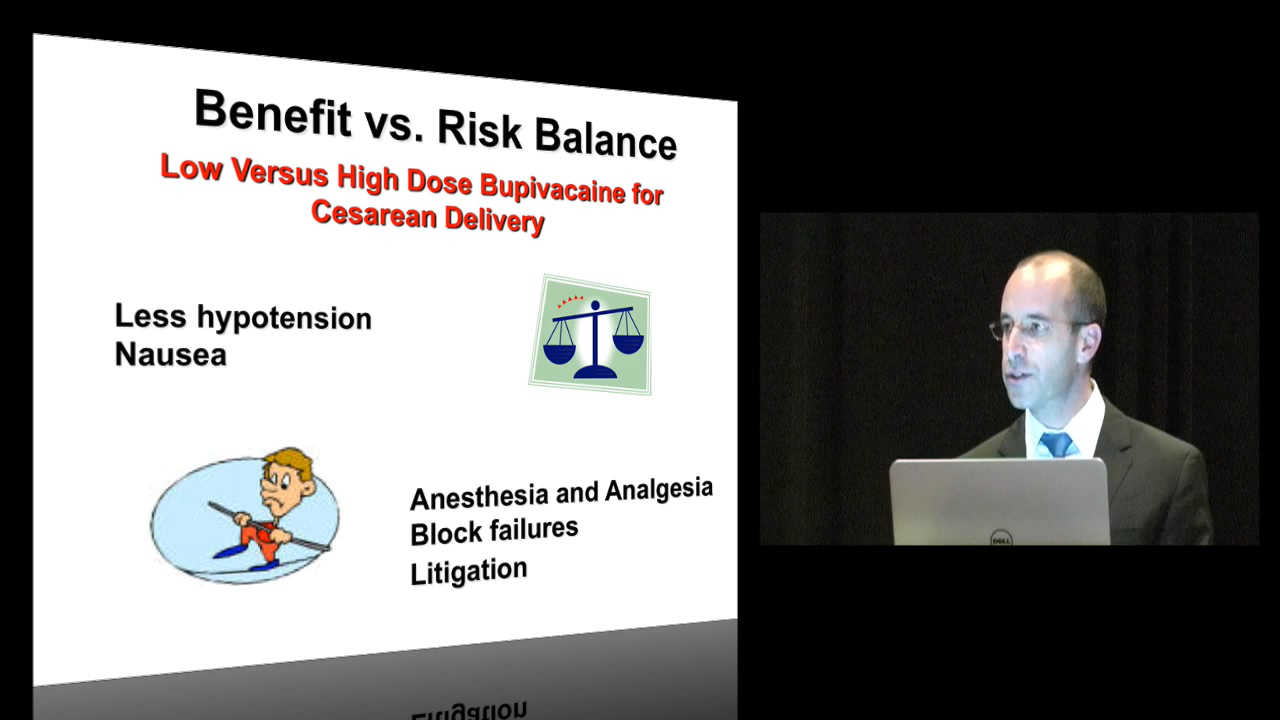 Benefit vs. Risk Balance
Low Versus High Dose Bupivacaine for
Cesarean Delivery
Less hypotension
Nausea
Anesthesia and Analgesia
Block failures
Litigation
DELL